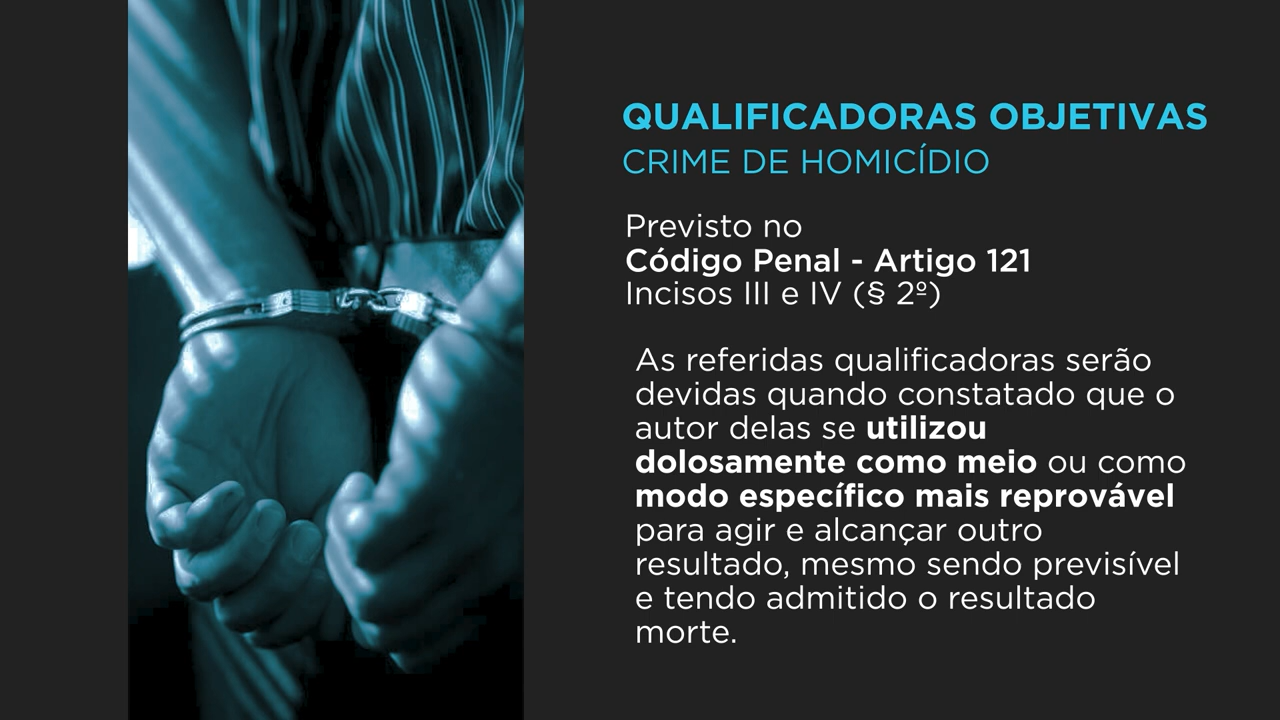 QUALIFICADORAS OBJETIVAS
CRIME DE HOMICÍDIO
Previsto no
Código Penal - Artigo 121
Incisos III e IV (§ 2º)
As referidas qualificadoras serão
devidas quando constatado que o
autor delas se utilizou
dolosamente como meio ou como
modo específico mais reprovável
para agir e alcançar outro
resultado, mesmo sendo previsível
e tendo admitido o resultado
morte.